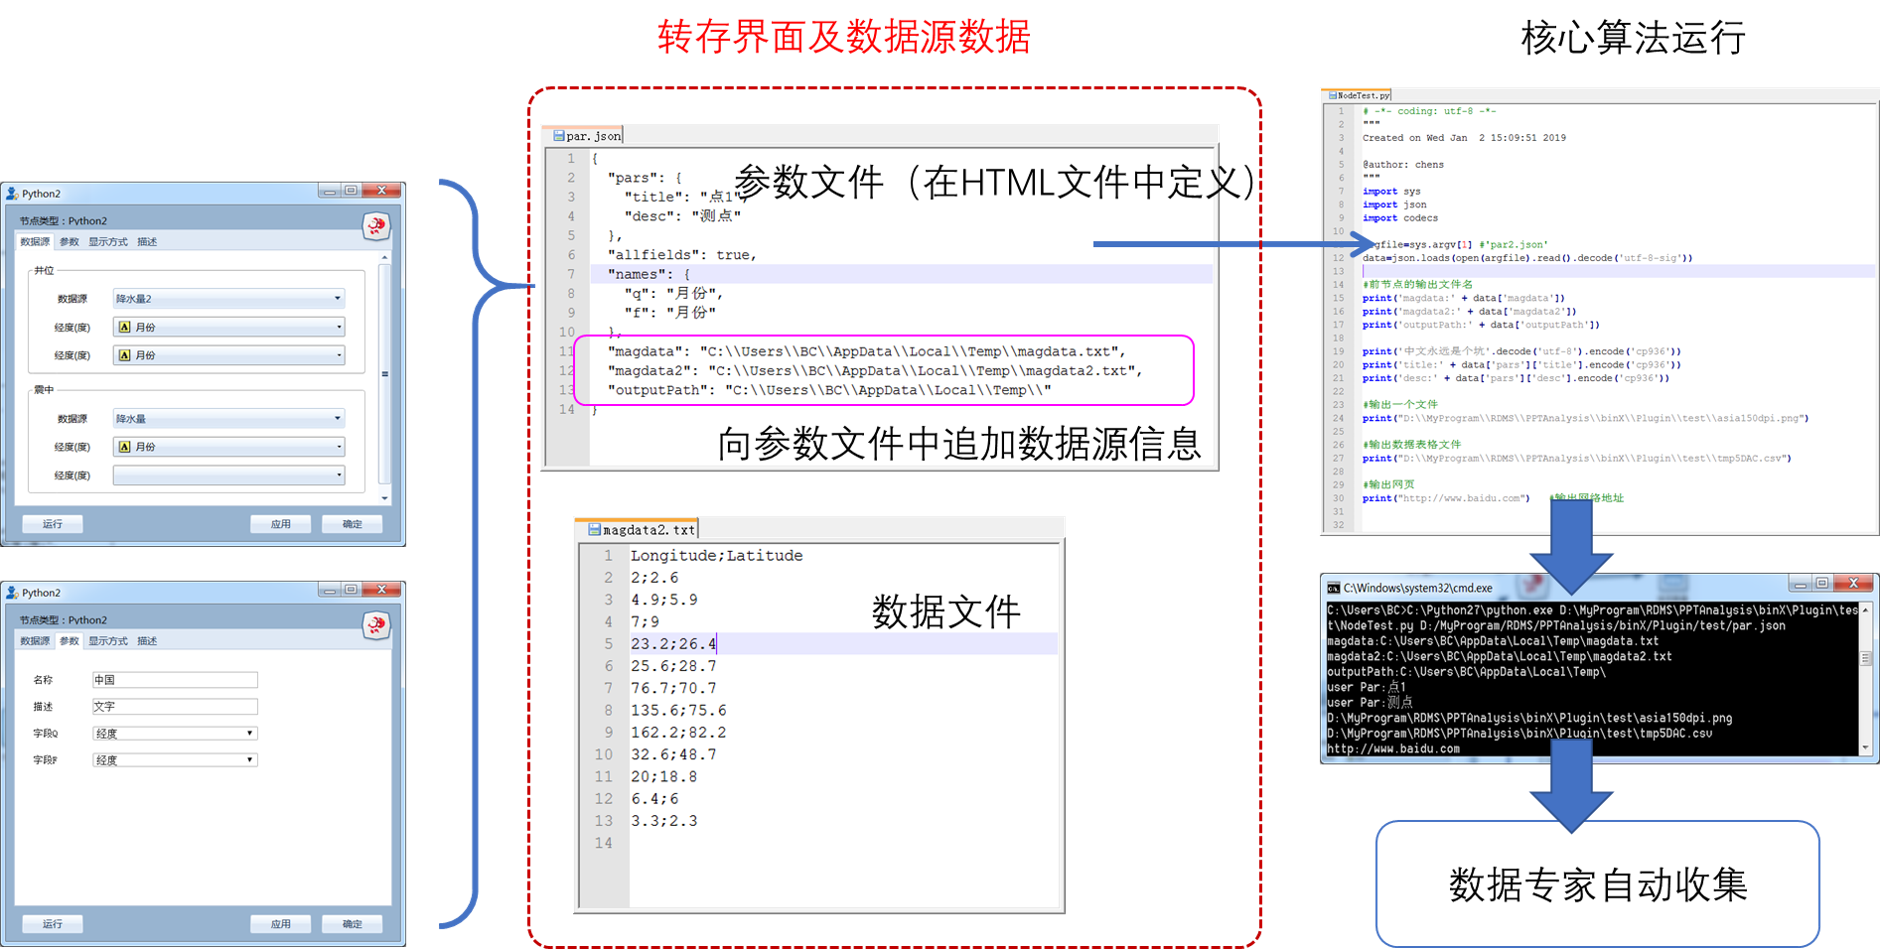 转存界面及数据源数据
核心算法运行
Python2
节点类型：Python2
数据源 参数 显示方式 描述
井位
数据源 降水量2
经度(度) A 月份
经度(度) A 月份
震中
数据源 降水量
经度(度) A 月份
经度(度)
运行 应用 确定
Python2
节点类型：Python2
数据源 参数 显示方式 描述
名称 中国
描述 文字
字段Q 经度
字段F 经度
运行 应用 确定
par.json
参数文件（在HTML文件中定义）
1 {
2 "pars": {
3 "title": "点1",
4 "desc": "测点"
5 },
6 "allfields": true,
7 "names": {
8 "q": "月份",
9 "f": "月份"
10 },
11 "magdata": "C:\\Users\\BC\\AppData\\Local\\Temp\\magdata.txt",
12 "magdata2": "C:\\Users\\BC\\AppData\\Local\\Temp\\magdata2.txt",
13 "outputPath": "C:\\Users\\BC\\AppData\\Local\\Temp\\"
14 }
向参数文件中追加数据源信息
magdata2.txt
数据文件
1 Longitude;Latitude
2 2;2.6
3 4.9;5.9
4 7;9
5 23.2;26.4
6 25.6;28.7
7 76.7;70.7
8 135.6;75.6
9 162.2;82.2
10 32.6;48.7
11 20;18.8
12 6.4;6
13 3.3;2.3
14
NodeTest.py
1 # -*- coding: utf-8 -*-
2 """
3 Created on Wed Jan 2 15:09:51 2019
4
5 @author: chens
6 """
7 import sys
8 import json
9 import codecs
10
gfile=sys.argv[1] #'par2.json'
12 data=json.loads(open(argfile).read().decode('utf-8-sig'))
13
14 #前节点的输出文件名
15 print('magdata:' + data['magdata'])
16 print('magdata2:' + data['magdata2'])
17 print('outputPath:' + data['outputPath'])
18
19 print('中文永远是个坑'.decode('utf-8').encode('cp936'))
20 print('title:' + data['pars']['title'].encode('cp936'))
21 print('desc:' + data['pars']['desc'].encode('cp936'))
22
23 #输出一个文件
24 print("D:\\MyProgram\\RDMS\\PPTAnalysis\\binX\\Plugin\\test\\asia150dpi.png")
25
26 #输出数据表格文件
27 print("D:\\MyProgram\\RDMS\\PPTAnalysis\\binX\\Plugin\\test\\tmp5DAC.csv")
28
29 #输出网页
30 print("http://www.baidu.com") #输出网络地址
31
32
C:\Windows\system32\cmd.exe
C:\Users\BC>C:\Python27\python.exe D:\MyProgram\RDMS\PPTAnalysis\binX\Plugin\tes
t\NodeTest.py D:/MyProgram/RDMS/PPTAnalysis/binX/Plugin/test/par.json
magdata:C:\Users\BC\AppData\Local\Temp\magdata.txt
magdata2:C:\Users\BC\AppData\Local\Temp\magdata2.txt
outputPath:C:\Users\BC\AppData\Local\Temp\
user Par:点1
user Par:测点
D:\MyProgram\RDMS\PPTAnalysis\binX\Plugin\test\asia150dpi.png
D:\MyProgram\RDMS\PPTAnalysis\binX\Plugin\test\tmp5DAC.csv
http://www.baidu.com
数据专家自动收集